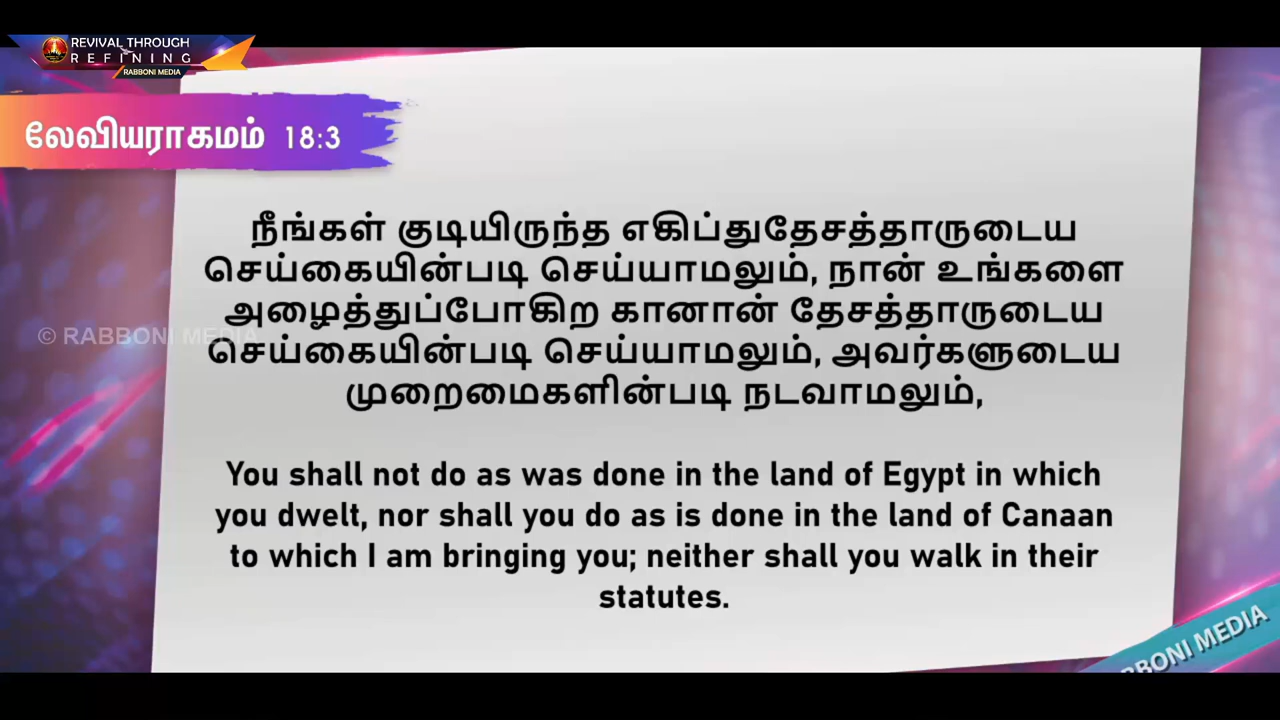 REVIVAL THROUGH
REFINING
RABBONI MEDIA
லேவியராகமம் 18:3
நீங்கள் குடியிருந்த எகிப்துதேசத்தாருடைய
செய்கையின்படி செய்யாமலும், நான் உங்களை
அழைத்துப்போகிற கானான் தேசத்தாருடைய
© RABBONI MEDIA
செய்கையின்படி செய்யாமலும், அவர்களுடைய
முறைமைகளின்படி நடவாமலும்,
You shall not do as was done in the land of Egypt in which
you dwelt, nor shall you do as is done in the land of Canaan
to which I am bringing you; neither shall you walk in their
statutes.
MEDIA